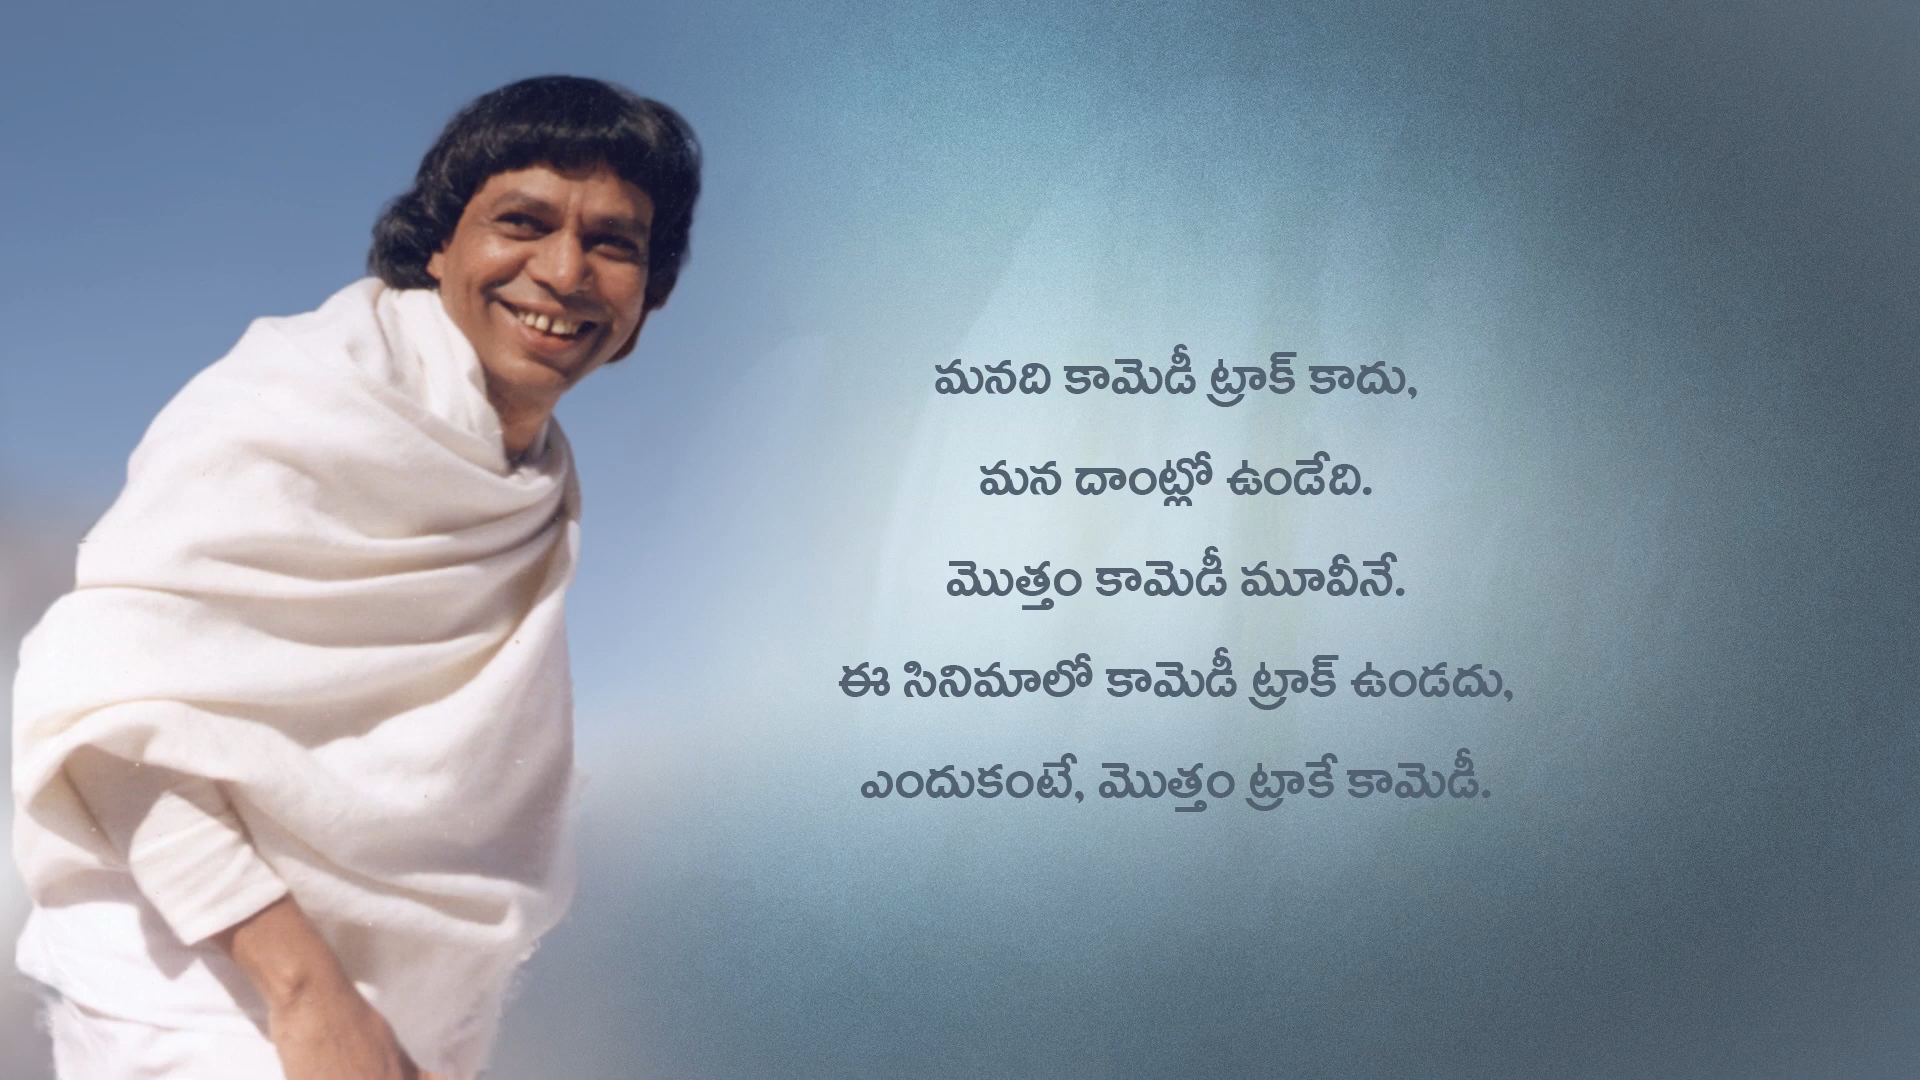 మనది కామెడీ ట్రాక్ కాదు,
మన దాంట్లో ఉండేది.
మొత్తం కామెడీ మూవీనే.
ఈ సినిమాలో కామెడీ ట్రాక్ ఉండదు,
ఎందుకంటే, మొత్తం ట్రాకే కామెడీ.